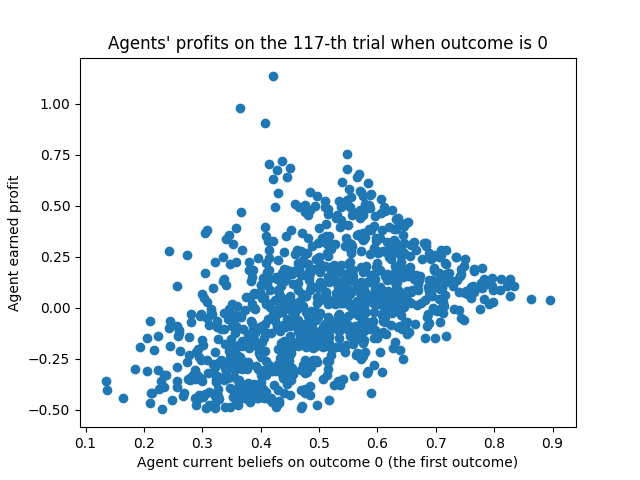 Agents' profits on the 117-th trial when outcome is 0
Agent earned profit
1.00
0.75
0.50
0.25
0.00
−0.25
−0.50
0.1 0.2 0.3 0.4 0.5 0.6 0.7 0.8 0.9
Agent current beliefs on outcome 0 (the first outcome)